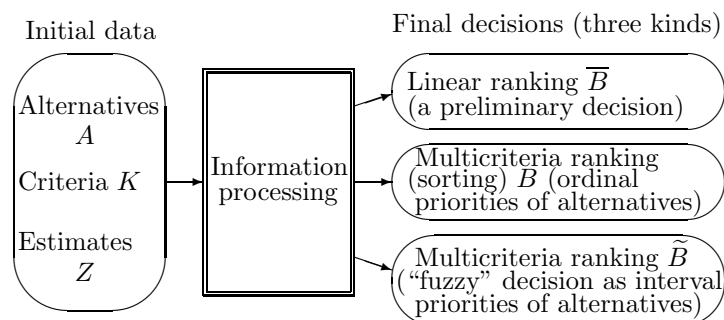 Initial data
Alternatives
A
Criteria K
Estimates
Z
Information
processing
Final decisions (three kinds)
Linear ranking B̅
(a preliminary decision)
Multicriteria ranking
(sorting) B (ordinal
priorities of alternatives)
Multicriteria ranking B̃
(“fuzzy” decision as interval
priorities of alternatives)